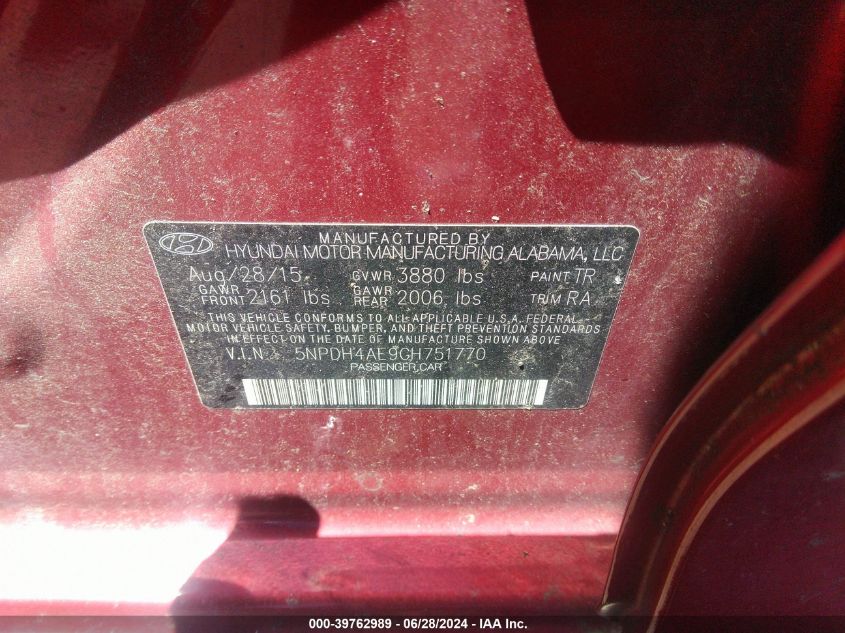 MANUFACTURED BY
HYUNDAI MOTOR MANUFACTURING ALABAMA, LLC
Aug/28/15 GVWR 3880 lbs PAINT TR
GAWR FRONT 2161 lbs GAWR REAR 2006 lbs TRIM RA
THIS VEHICLE CONFORMS TO ALL APPLICABLE U.S.A. FEDERAL
MOTOR VEHICLE SAFETY, BUMPER, AND THEFT PREVENTION STANDARDS
IN EFFECT ON THE DATE OF MANUFACTURE SHOWN ABOVE
V.I.N. 5NPDH4AE9GH751770
PASSENGER CAR
000-39762989 - 06/28/2024 - IAA Inc.